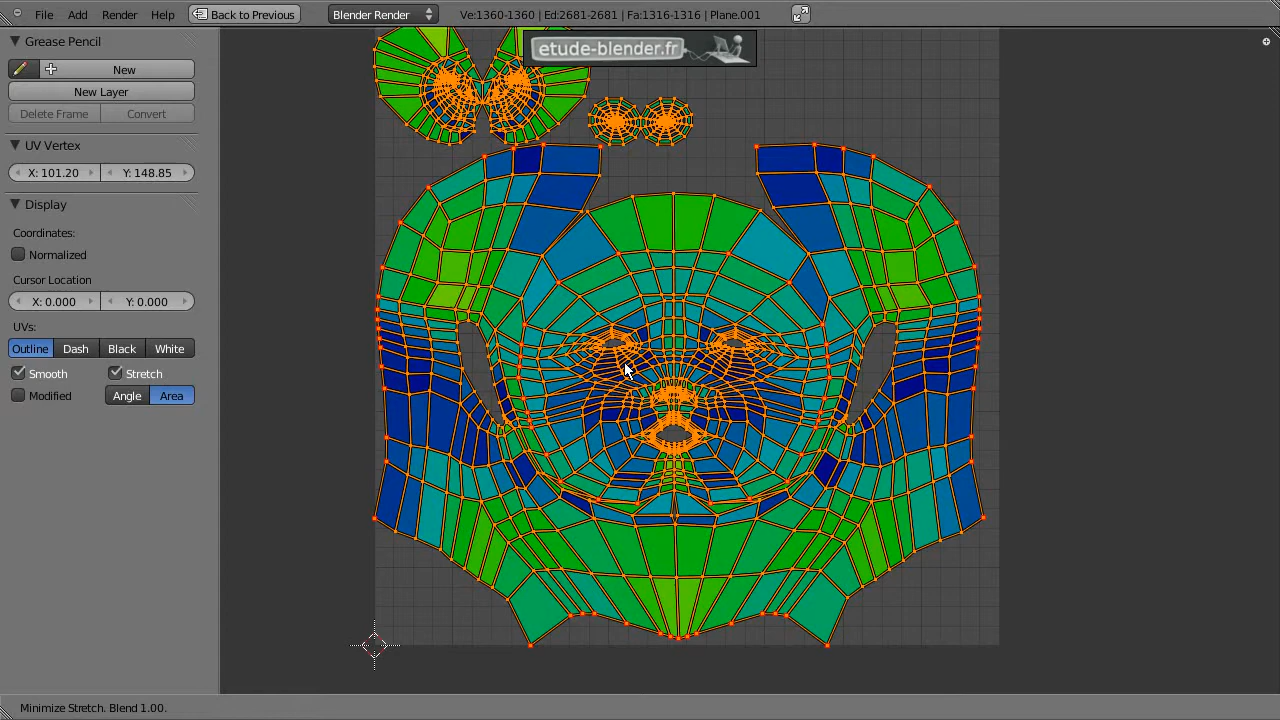 File Add Render Help Back to Previous Blender Render Ve:1360-1360 | Ed:2681-2681 | Fa:1316-1316 | Plane.001
etude-blender.fr
Grease Pencil
New
New Layer
Delete Frame Convert
UV Vertex
X: 101.20 Y: 148.85
Display
Coordinates:
Normalized
Cursor Location
X: 0.000 Y: 0.000
UVs:
Outline Dash Black White
Smooth Stretch
Modified Angle Area
Minimize Stretch. Blend 1.00.